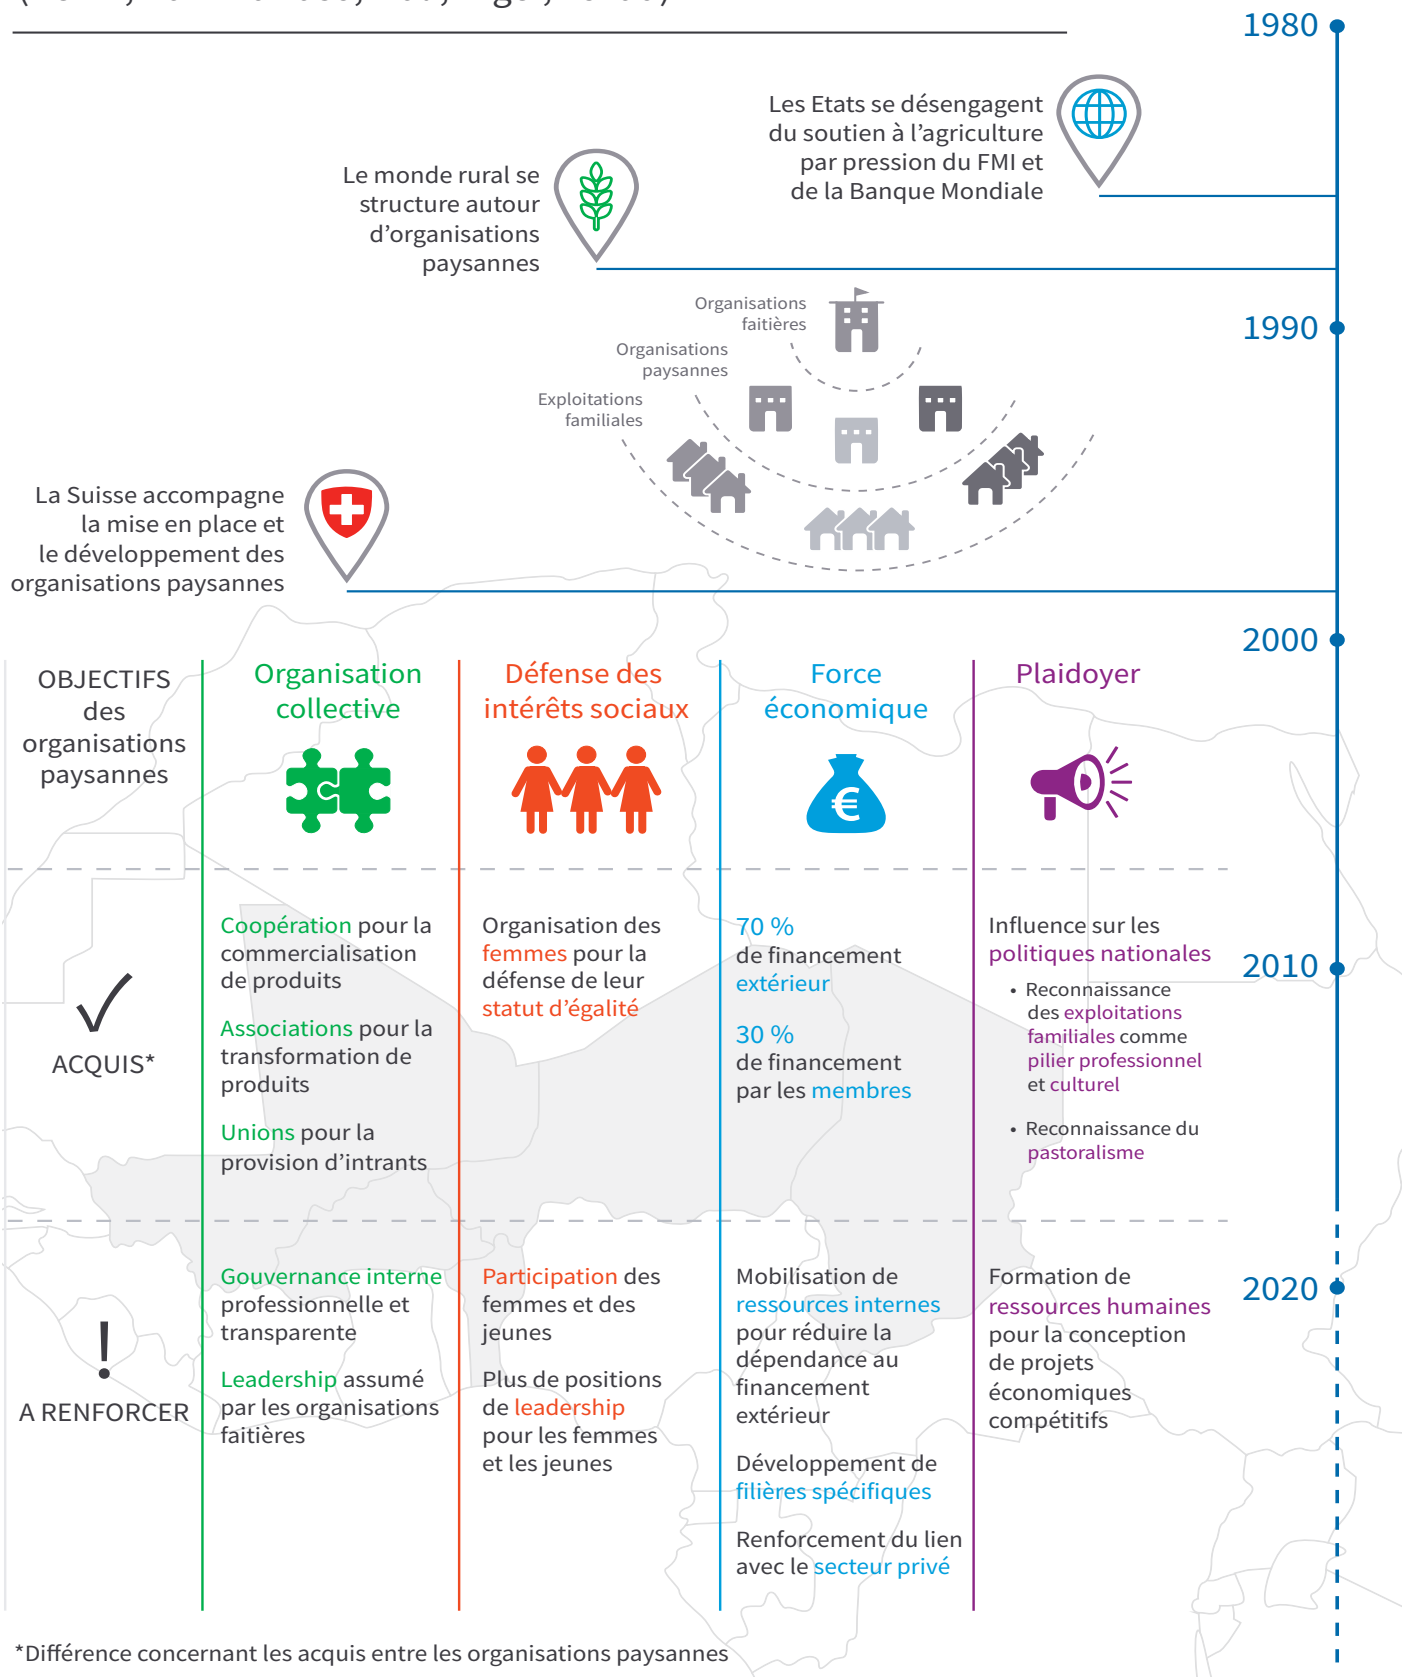 1980
Les Etats se désengagent
du soutien à l'agriculture
par pression du FMI et
de la Banque Mondiale
Le monde rural se
structure autour
d'organisations
paysannes
Organisations
faitières
1990
Organisations
paysannes
Exploitations
familiales
La Suisse accompagne
la mise en place et
le développement des
organisations paysannes
2000
OBJECTIFS
des
organisations
paysannes
Organisation
collective
Défense des
intérêts sociaux
Force
économique
€
Plaidoyer
ACQUIS*
Coopération pour la
commercialisation
de produits
Associations pour la
transformation de
produits
Unions pour la
provision d'intrants
Organisation des
femmes pour la
défense de leur
statut d'égalité
70 %
de financement
extérieur
30 %
de financement
par les membres
Influence sur les
politiques nationales
• Reconnaissance
des exploitations
familiales comme
pilier professionnel
et culturel
• Reconnaissance du
pastoralisme
2010
!
A RENFORCER
Gouvernance interne
professionnelle et
transparente
Leadership assumé
par les organisations
faitières
Participation des
femmes et des
jeunes
Plus de positions
de leadership
pour les femmes
et les jeunes
Mobilisation de
ressources internes
pour réduire la
dépendance au
financement
extérieur
Développement de
filières spécifiques
Renforcement du lien
avec le secteur privé
Formation de
ressources humaines
pour la conception
de projets
économiques
compétitifs
2020
*Différence concernant les acquis entre les organisations paysannes